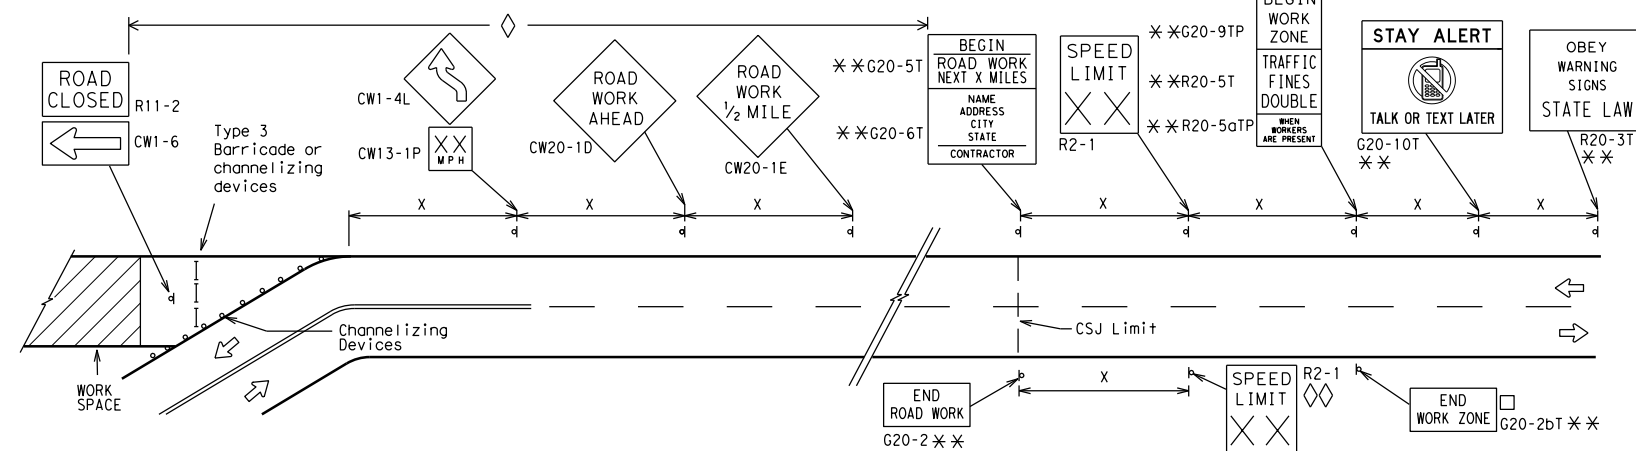 ROAD
CLOSED
R11-2
CW1-6
Type 3
Barricade or
channelizing
devices
CW1-4L
CW13-1P
XX
MPH
ROAD
WORK
AHEAD
CW20-1D
ROAD
WORK
1/2 MILE
CW20-1E
**G20-5T
**G20-6T
BEGIN
ROAD WORK
NEXT X MILES
NAME
ADDRESS
CITY
STATE
CONTRACTOR
SPEED
LIMIT
XX
R2-1
**G20-9TP
**R20-5T
**R20-5aTP
BEGIN
WORK
ZONE
TRAFFIC
FINES
DOUBLE
WHEN
WORKERS
ARE PRESENT
STAY ALERT
TALK OR TEXT LATER
G20-10T
**
OBEY
WARNING
SIGNS
STATE LAW
R20-3T
**
X
X
X
X
X
X
X
Channelizing
Devices
CSJ Limit
WORK
SPACE
X
END
ROAD WORK
G20-2 **
SPEED
LIMIT
XX
R2-1
END
WORK ZONE
G20-2bT **